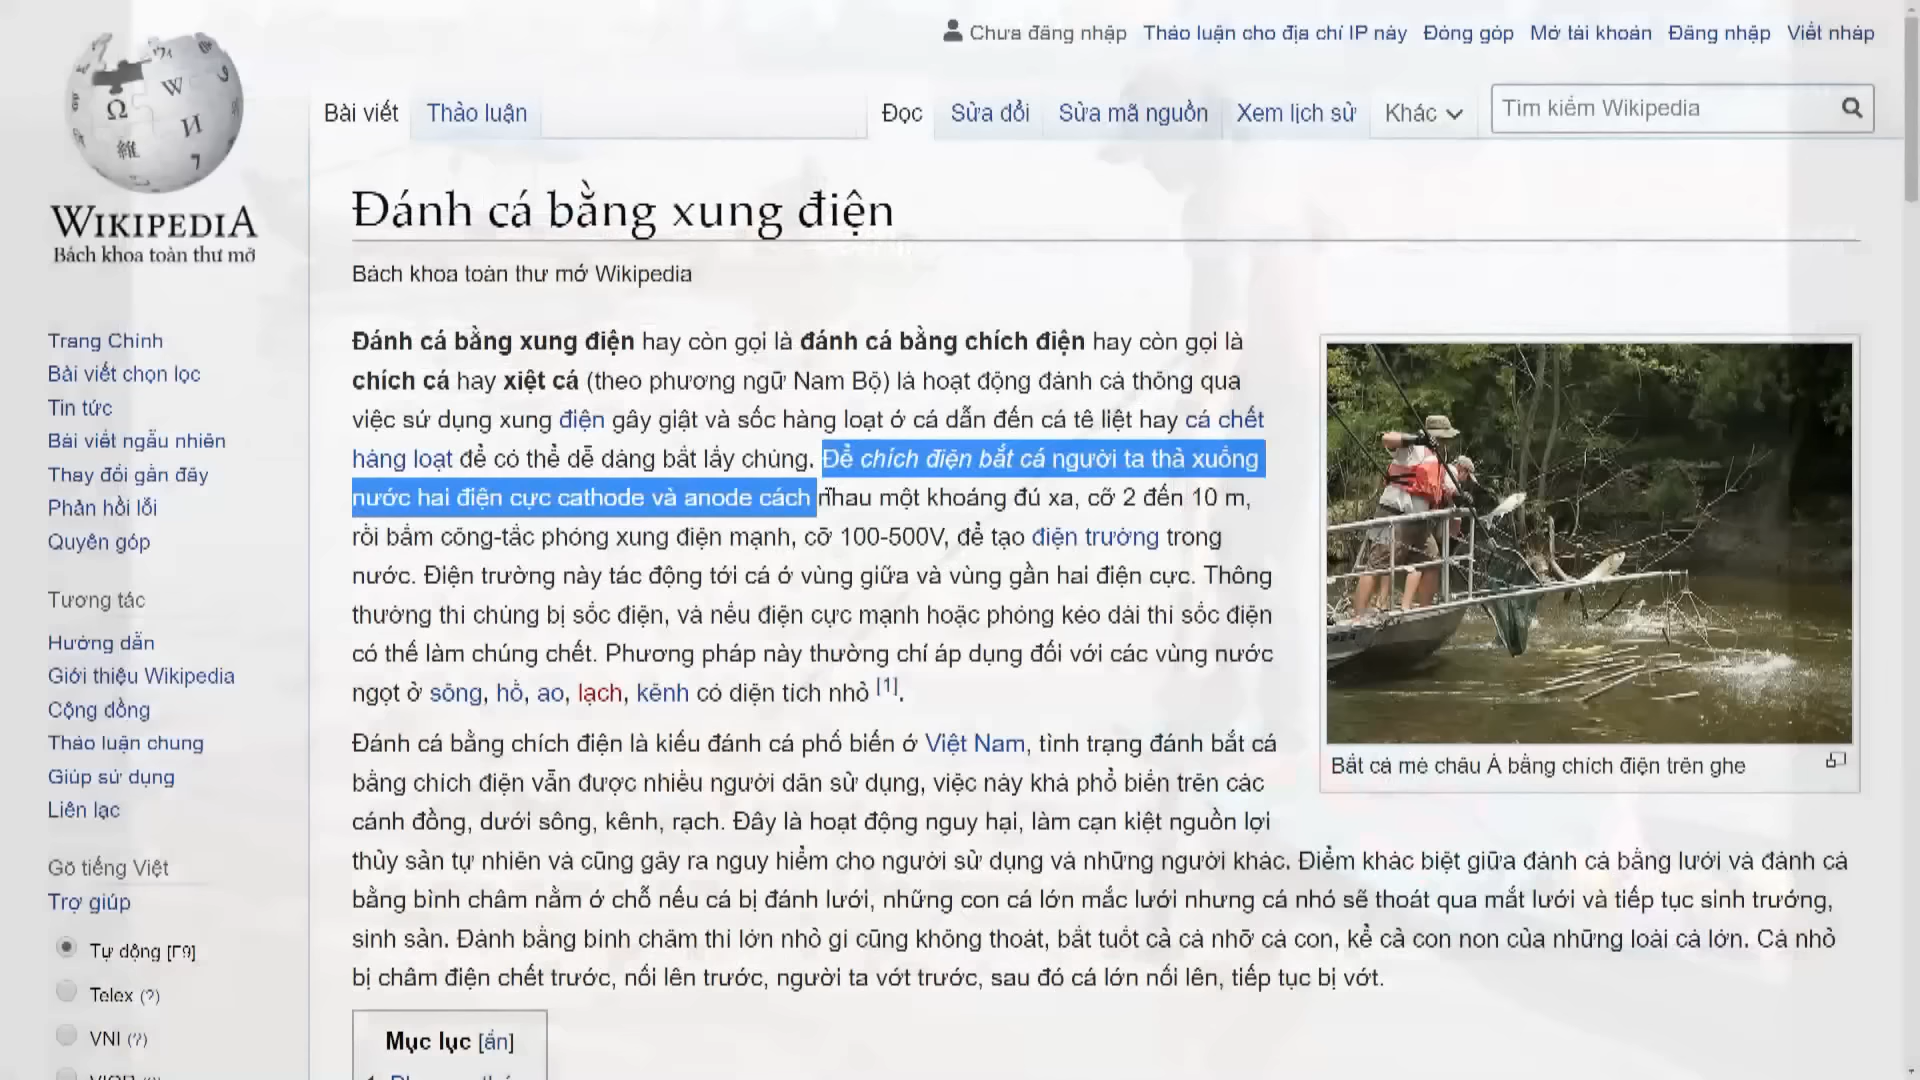 Chưa đăng nhập Thảo luận cho địa chỉ IP này Đóng góp Mở tài khoản Đăng nhập Viết nháp
Bài viết Thảo luận Đọc Sửa đổi Sửa mã nguồn Xem lịch sử Khác Tìm kiếm Wikipedia
WIKIPEDIA
Bách khoa toàn thư mở
Trang Chính
Bài viết chọn lọc
Tin tức
Bài viết ngẫu nhiên
Thay đổi gần đây
Phản hồi lỗi
Quyên góp
Tương tác
Hướng dẫn
Giới thiệu Wikipedia
Cộng đồng
Thảo luận chung
Giúp sử dụng
Liên lạc
Gõ tiếng Việt
Trợ giúp
Tự động [F9]
Telex (?)
VNI (?)
Đánh cá bằng xung điện
Bách khoa toàn thư mở Wikipedia
Đánh cá bằng xung điện hay còn gọi là đánh cá bằng chích điện hay còn gọi là
chích cá hay xiệt cá (theo phương ngữ Nam Bộ) là hoạt động đánh cá thông qua
việc sử dụng xung điện gây giật và sốc hàng loạt ở cá dẫn đến cá tê liệt hay cá chết
hàng loạt để có thể dễ dàng bắt lấy chúng. Để chích điện bắt cá người ta thả xuống
nước hai điện cực cathode và anode cách nhau một khoảng đủ xa, cỡ 2 đến 10 m,
rồi bấm công-tắc phóng xung điện mạnh, cỡ 100-500V, để tạo điện trường trong
nước. Điện trường này tác động tới cá ở vùng giữa và vùng gần hai điện cực. Thông
thường thì chúng bị sốc điện, và nếu điện cực mạnh hoặc phóng kéo dài thì sốc điện
có thể làm chúng chết. Phương pháp này thường chỉ áp dụng đối với các vùng nước
ngọt ở sông, hồ, ao, lạch, kênh có diện tích nhỏ [1].
Đánh cá bằng chích điện là kiểu đánh cá phổ biến ở Việt Nam, tình trạng đánh bắt cá
bằng chích điện vẫn được nhiều người dân sử dụng, việc này khá phổ biến trên các
cánh đồng, dưới sông, kênh, rạch. Đây là hoạt động nguy hại, làm cạn kiệt nguồn lợi
thủy sản tự nhiên và cũng gây ra nguy hiểm cho người sử dụng và những người khác. Điểm khác biệt giữa đánh cá bằng lưới và đánh cá
bằng bình châm nằm ở chỗ nếu cá bị đánh lưới, những con cá lớn mắc lưới nhưng cá nhỏ sẽ thoát qua mắt lưới và tiếp tục sinh trưởng,
sinh sản. Đánh bằng bình châm thì lớn nhỏ gì cũng không thoát, bắt tuốt cả cá nhỡ cá con, kể cả con non của những loài cá lớn. Cá nhỏ
bị châm điện chết trước, nổi lên trước, người ta vớt trước, sau đó cá lớn nổi lên, tiếp tục bị vớt.
Bắt cá mè châu Á bằng chích điện trên ghe
Mục lục [ẩn]